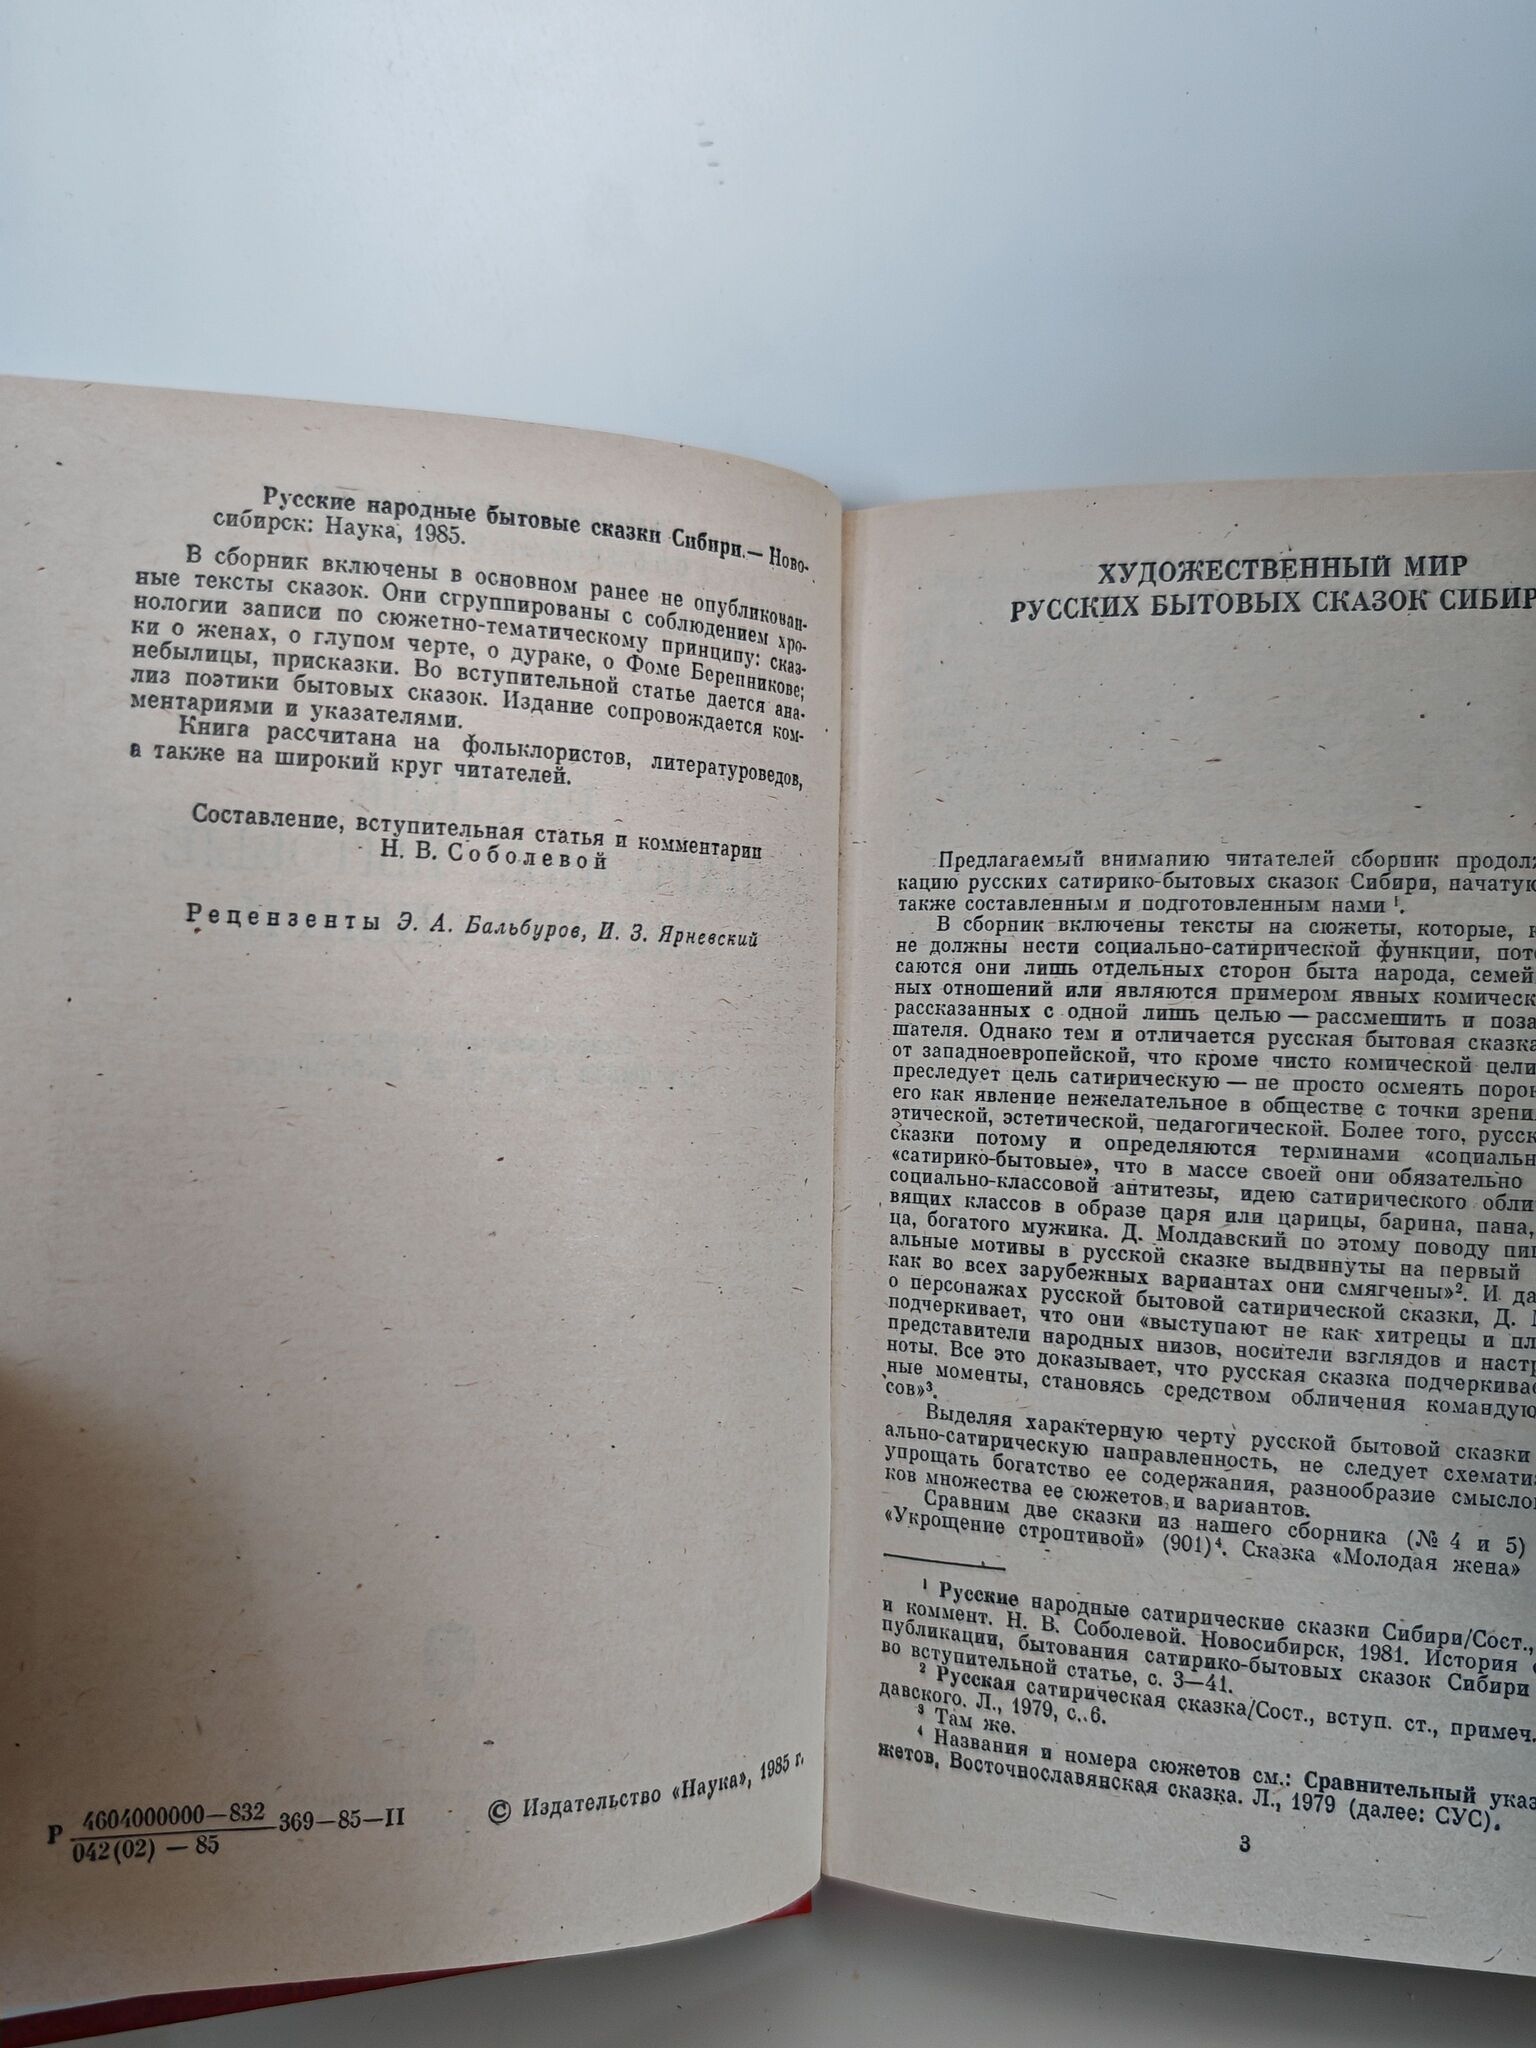 Русские народные бытовые сказки Сибири.— Ново-
сибирск: Наука, 1985.
В сборник включены в основном ранее не опубликован-
ные тексты сказок. Они сгруппированы с соблюдением хро-
нологии записи по сюжетно-тематическому принципу: сказ-
ки о женах, о глупом черте, о дураке, о Фоме Беренникове;
небылицы, присказки. Во вступительной статье дается ана-
лиз поэтики бытовых сказок. Издание сопровождается ком-
ментариями и указателями.
Книга рассчитана на фольклористов, литературоведов,
а также на широкий круг читателей.
Составление, вступительная статья и комментарии
Н. В. Соболевой
Рецензенты Э. А. Бальбуров, И. З. Ярневский
Р 4604000000—832 369—85—II
042(02) — 85
© Издательство «Наука», 1985 г.
ХУДОЖЕСТВЕННЫЙ МИР
РУССКИХ БЫТОВЫХ СКАЗОК СИБИР
Предлагаемый вниманию читателей сборник продолж
кацию русских сатирико-бытовых сказок Сибири, начатую
также составленным и подготовленным нами ¹.
В сборник включены тексты на сюжеты, которые, к
не должны нести социально-сатирической функции, пото
саются они лишь отдельных сторон быта народа, семей
ных отношений или являются примером явных комическ
рассказанных с одной лишь целью — рассмешить и поза
шателя. Однако тем и отличается русская бытовая сказка
от западноевропейской, что кроме чисто комической цели
преследует цель сатирическую — не просто осмеять порок
его как явление нежелательное в обществе с точки зрени
этической, эстетической, педагогической. Более того, русск
сказки потому и определяются терминами «социальн
«сатирико-бытовые», что в массе своей они обязательно
социально-классовой антитезы, идею сатирического обли
вящих классов в образе царя или царицы, барина, пана,
ца, богатого мужика. Д. Молдавский по этому поводу пиш
альные мотивы в русской сказке выдвинуты на первый
как во всех зарубежных вариантах они смягчены»². И да
о персонажах русской бытовой сатирической сказки, Д. М
подчеркивает, что они «выступают не как хитрецы и пл
представители народных низов, носители взглядов и настр
ноты. Все это доказывает, что русская сказка подчеркивае
ные моменты, становясь средством обличения командую
сов»³.
Выделяя характерную черту русской бытовой сказки
ально-сатирическую направленность, не следует схемати
упрощать богатство ее содержания, разнообразие смысло
ков множества ее сюжетов и вариантов.
Сравним две сказки из нашего сборника (№ 4 и 5)
«Укрощение строптивой» (901)⁴. Сказка «Молодая жена»
¹ Русские народные сатирические сказки Сибири/Сост.,
и коммент. Н. В. Соболевой. Новосибирск, 1981. История с
публикации, бытования сатирико-бытовых сказок Сибири
во вступительной статье, с. 3—41.
² Русская сатирическая сказка/Сост., вступ. ст., примеч.
давского. Л., 1979, с. 6.
³ Там же.
⁴ Названия и номера сюжетов см.: Сравнительный указ
жетов. Восточнославянская сказка. Л., 1979 (далее: СУС).
3